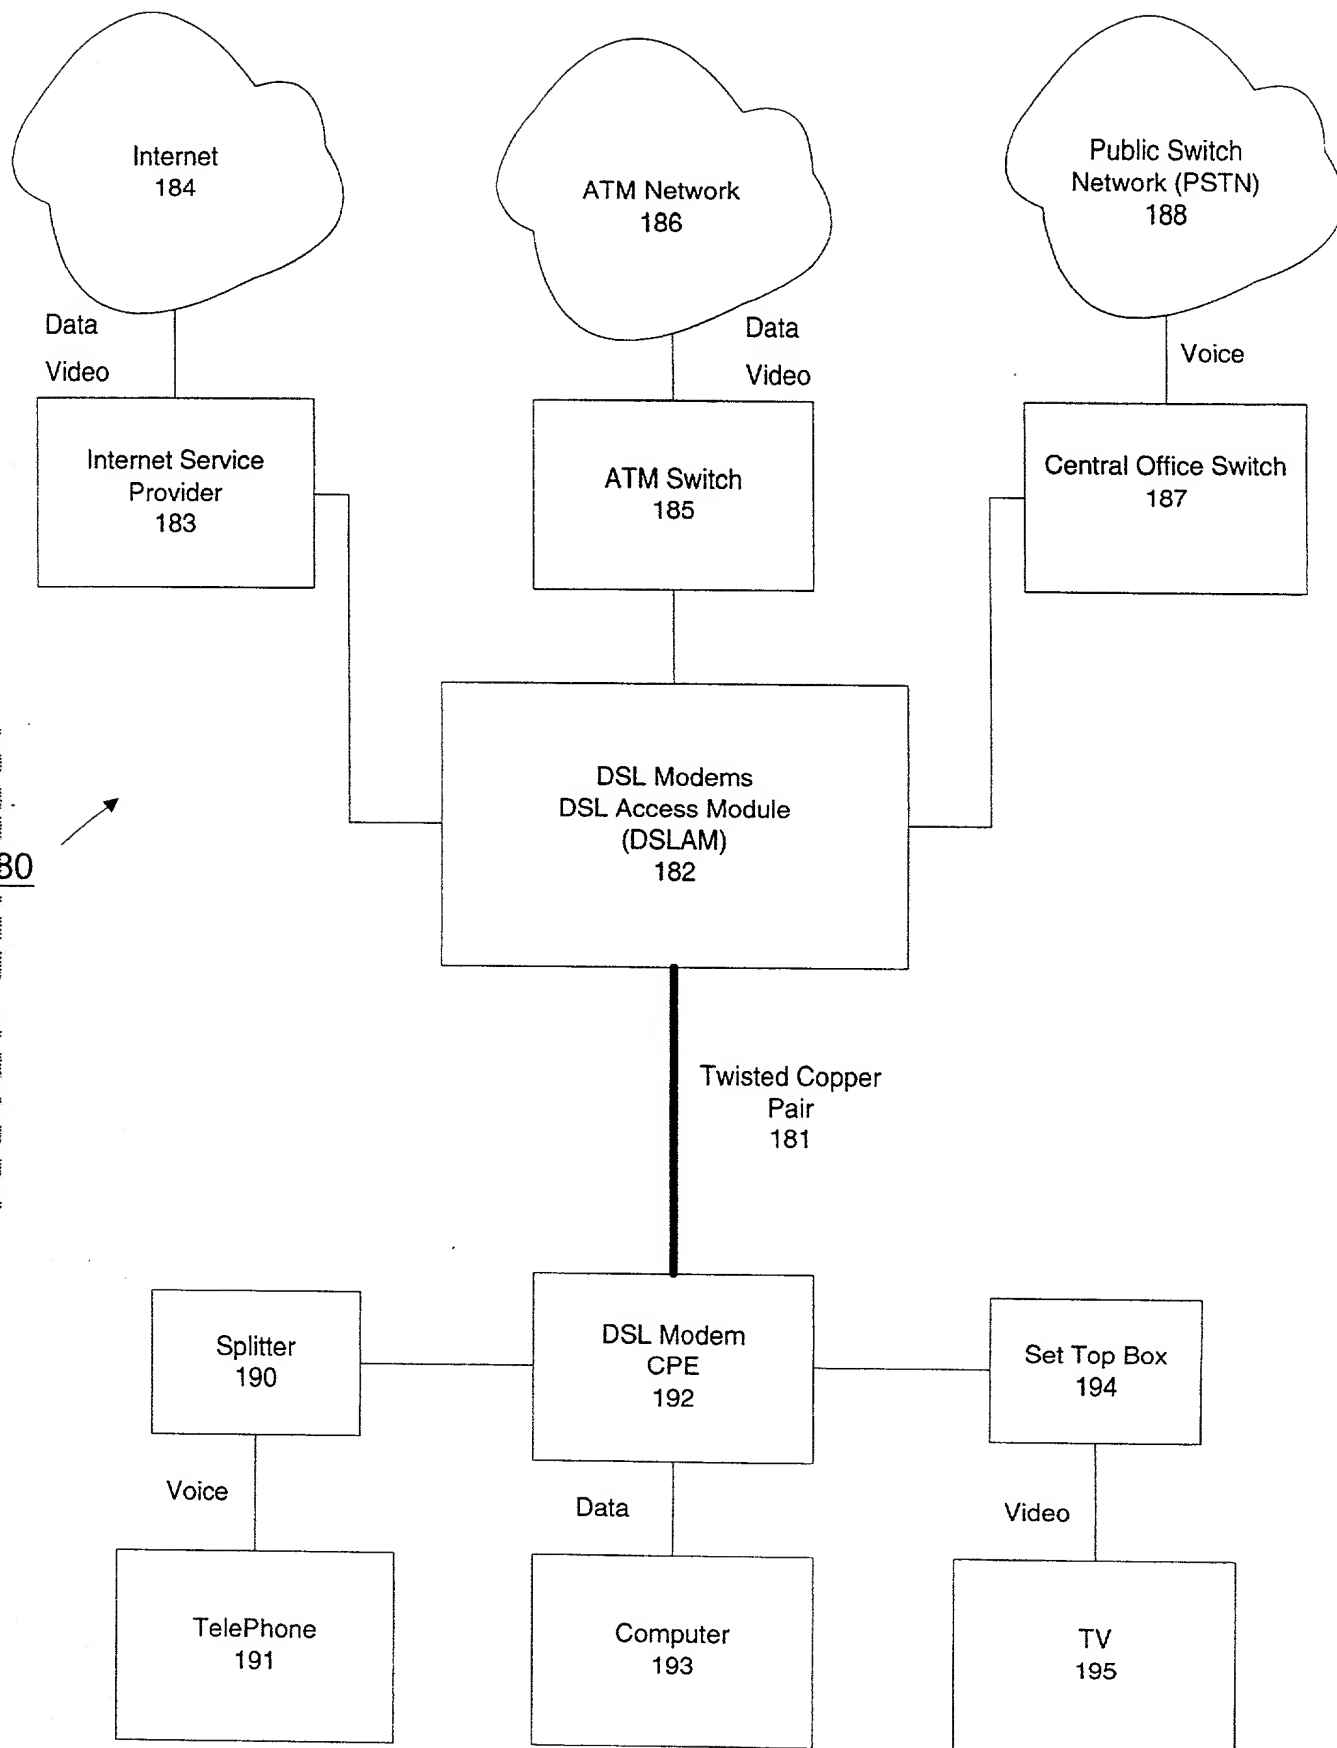 Internet
184
ATM Network
186
Public Switch
Network (PSTN)
188
Data
Video
Data
Video
Voice
Internet Service
Provider
183
ATM Switch
185
Central Office Switch
187
DSL Modems
DSL Access Module
(DSLAM)
182
80
Twisted Copper
Pair
181
Splitter
190
DSL Modem
CPE
192
Set Top Box
194
Voice
Data
Video
TelePhone
191
Computer
193
TV
195